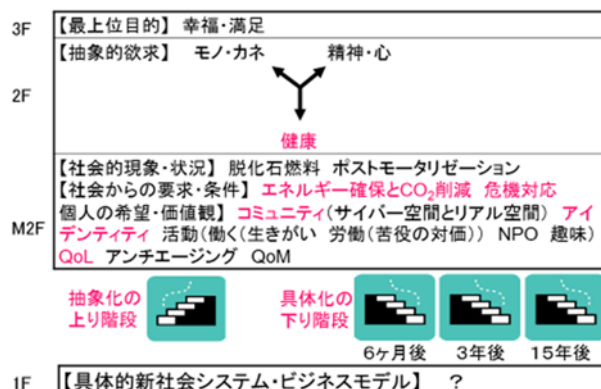 3F
【最上位目的】 幸福・満足
2F
【抽象的欲求】 モノ・カネ 精神・心
健康
M2F
【社会的現象・状況】 脱化石燃料 ポストモータリゼーション
【社会からの要求・条件】 エネルギー確保とCO₂削減 危機対応
個人の希望・価値観】 コミュニティ(サイバー空間とリアル空間) アイ
デンティティ 活動(働く(生きがい 労働(苦役の対価)) NPO 趣味)
QoL アンチエージング QoM
抽象化の
上り階段
具体化の
下り階段
6ヶ月後 3年後 15年後
1F
【具体的新社会システム・ビジネスモデル】 ?